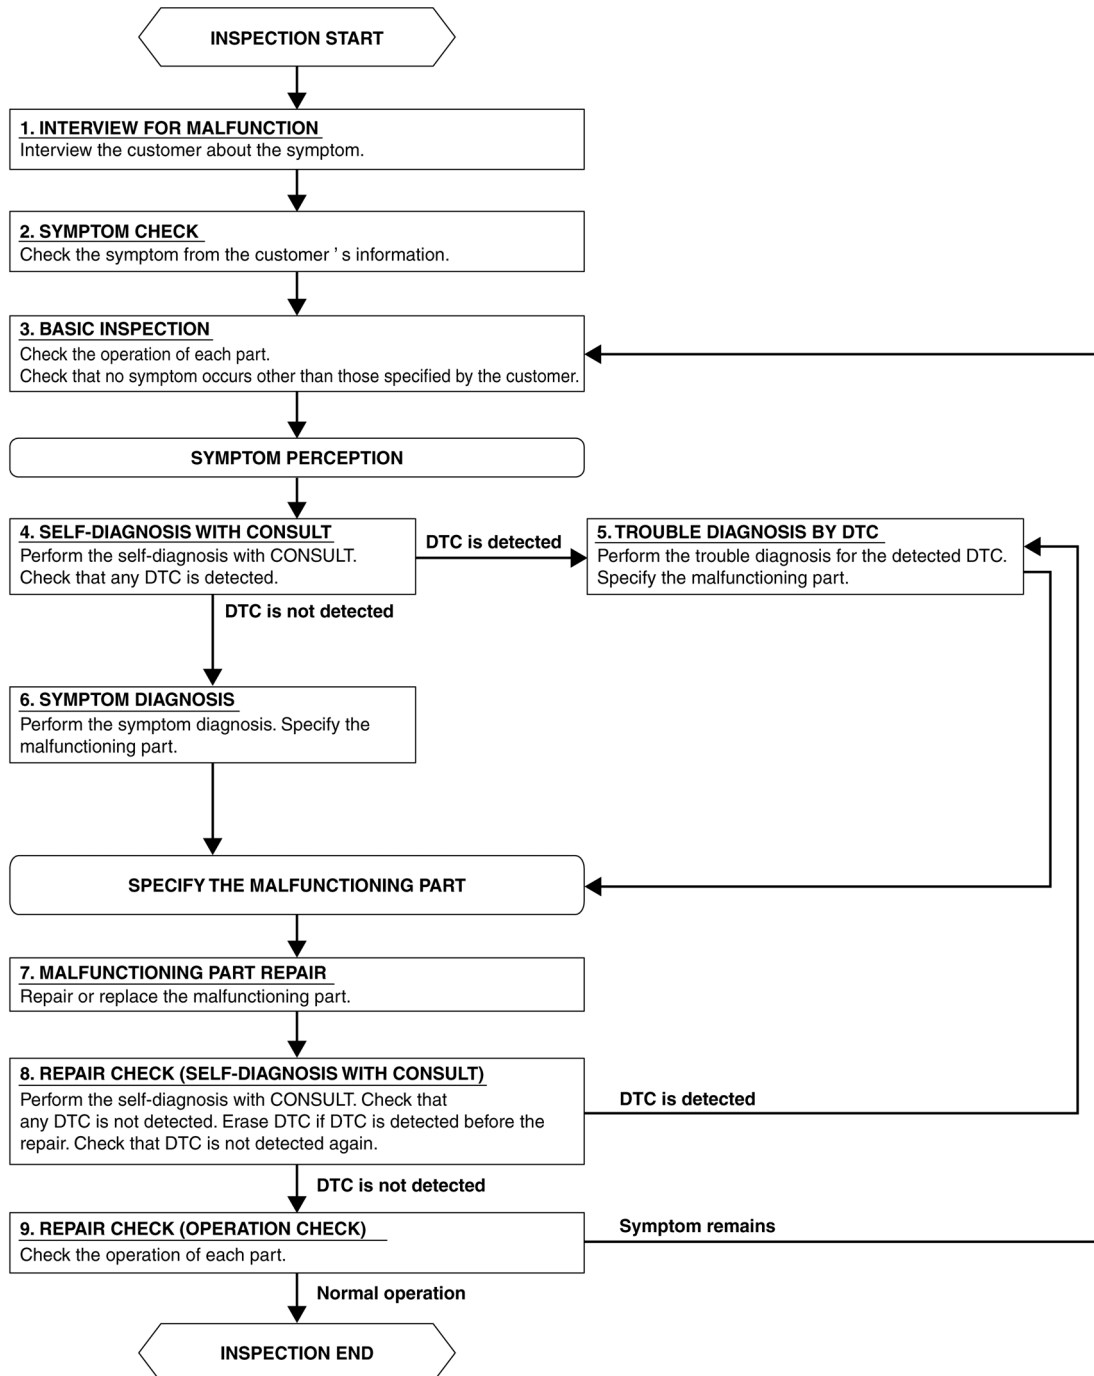 INSPECTION START
1. INTERVIEW FOR MALFUNCTION
Interview the customer about the symptom.
2. SYMPTOM CHECK
Check the symptom from the customer ’ s information.
3. BASIC INSPECTION
Check the operation of each part.
Check that no symptom occurs other than those specified by the customer.
SYMPTOM PERCEPTION
4. SELF-DIAGNOSIS WITH CONSULT
Perform the self-diagnosis with CONSULT.
Check that any DTC is detected.
DTC is detected
5. TROUBLE DIAGNOSIS BY DTC
Perform the trouble diagnosis for the detected DTC.
Specify the malfunctioning part.
DTC is not detected
6. SYMPTOM DIAGNOSIS
Perform the symptom diagnosis. Specify the
malfunctioning part.
SPECIFY THE MALFUNCTIONING PART
7. MALFUNCTIONING PART REPAIR
Repair or replace the malfunctioning part.
8. REPAIR CHECK (SELF-DIAGNOSIS WITH CONSULT)
Perform the self-diagnosis with CONSULT. Check that
any DTC is not detected. Erase DTC if DTC is detected before the
repair. Check that DTC is not detected again.
DTC is detected
DTC is not detected
9. REPAIR CHECK (OPERATION CHECK)
Check the operation of each part.
Symptom remains
Normal operation
INSPECTION END